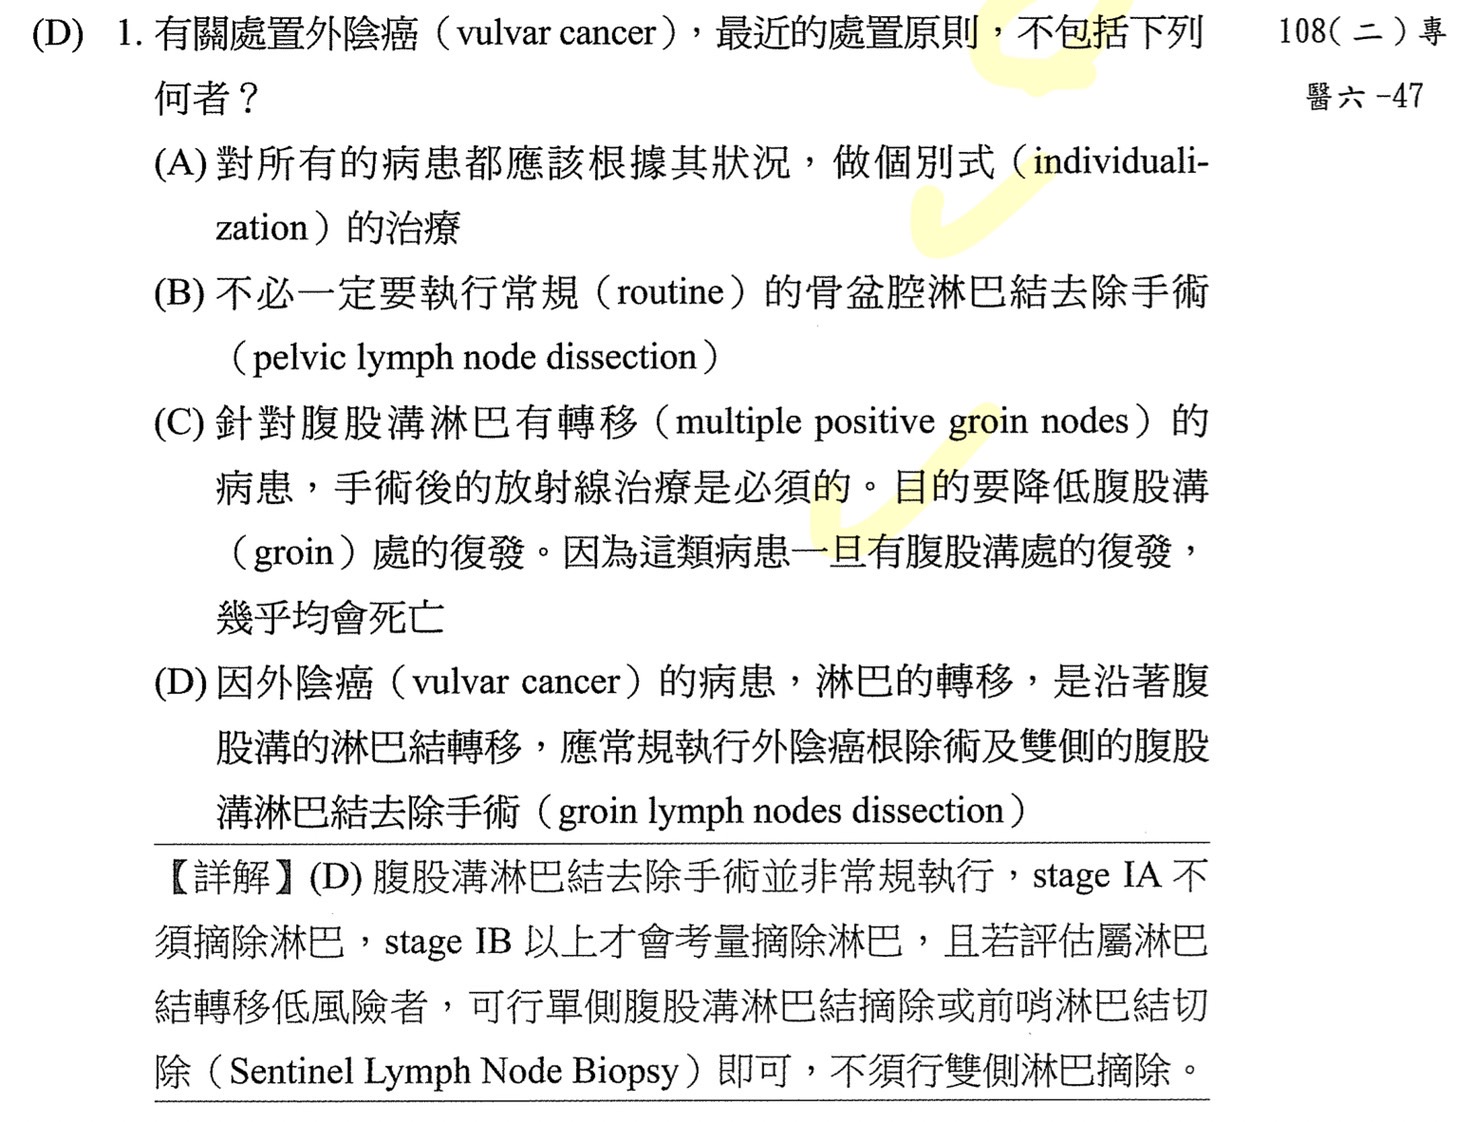 (D) 1. 有關處置外陰癌（vulvar cancer），最近的處置原則，不包括下列
何者？
108(二)專
醫六-47
(A) 對所有的病患都應該根據其狀況，做個別式（individuali-
zation）的治療
(B) 不必一定要執行常規（routine）的骨盆腔淋巴結去除手術
（pelvic lymph node dissection）
(C) 針對腹股溝淋巴有轉移（multiple positive groin nodes）的
病患，手術後的放射線治療是必須的。目的要降低腹股溝
（groin）處的復發。因為這類病患一旦有腹股溝處的復發，
幾乎均會死亡
(D) 因外陰癌（vulvar cancer）的病患，淋巴的轉移，是沿著腹
股溝的淋巴結轉移，應常規執行外陰癌根除術及雙側的腹股
溝淋巴結去除手術（groin lymph nodes dissection）
【詳解】(D) 腹股溝淋巴結去除手術並非常規執行，stage IA 不
須摘除淋巴，stage IB 以上才會考量摘除淋巴，且若評估屬淋巴
結轉移低風險者，可行單側腹股溝淋巴結摘除或前哨淋巴結切
除（Sentinel Lymph Node Biopsy）即可，不須行雙側淋巴摘除。